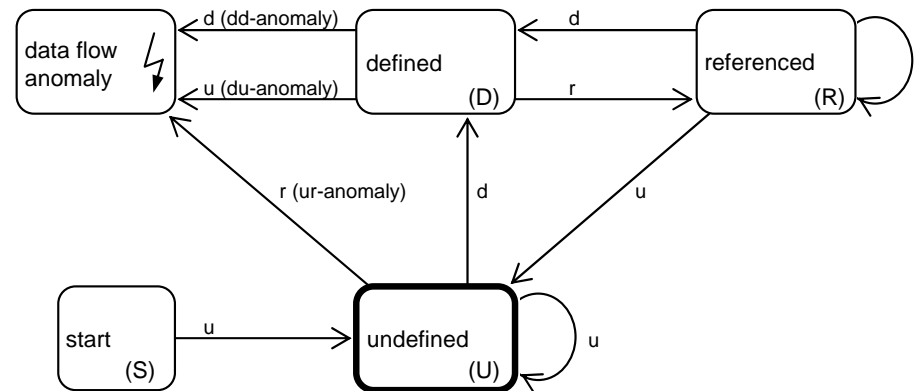 d (dd-anomaly)
d
data flow
anomaly
defined
referenced
u (du-anomaly)
r
(D)
(R)
r (ur-anomaly)
d
u
start
u
undefined
u
(S)
(U)